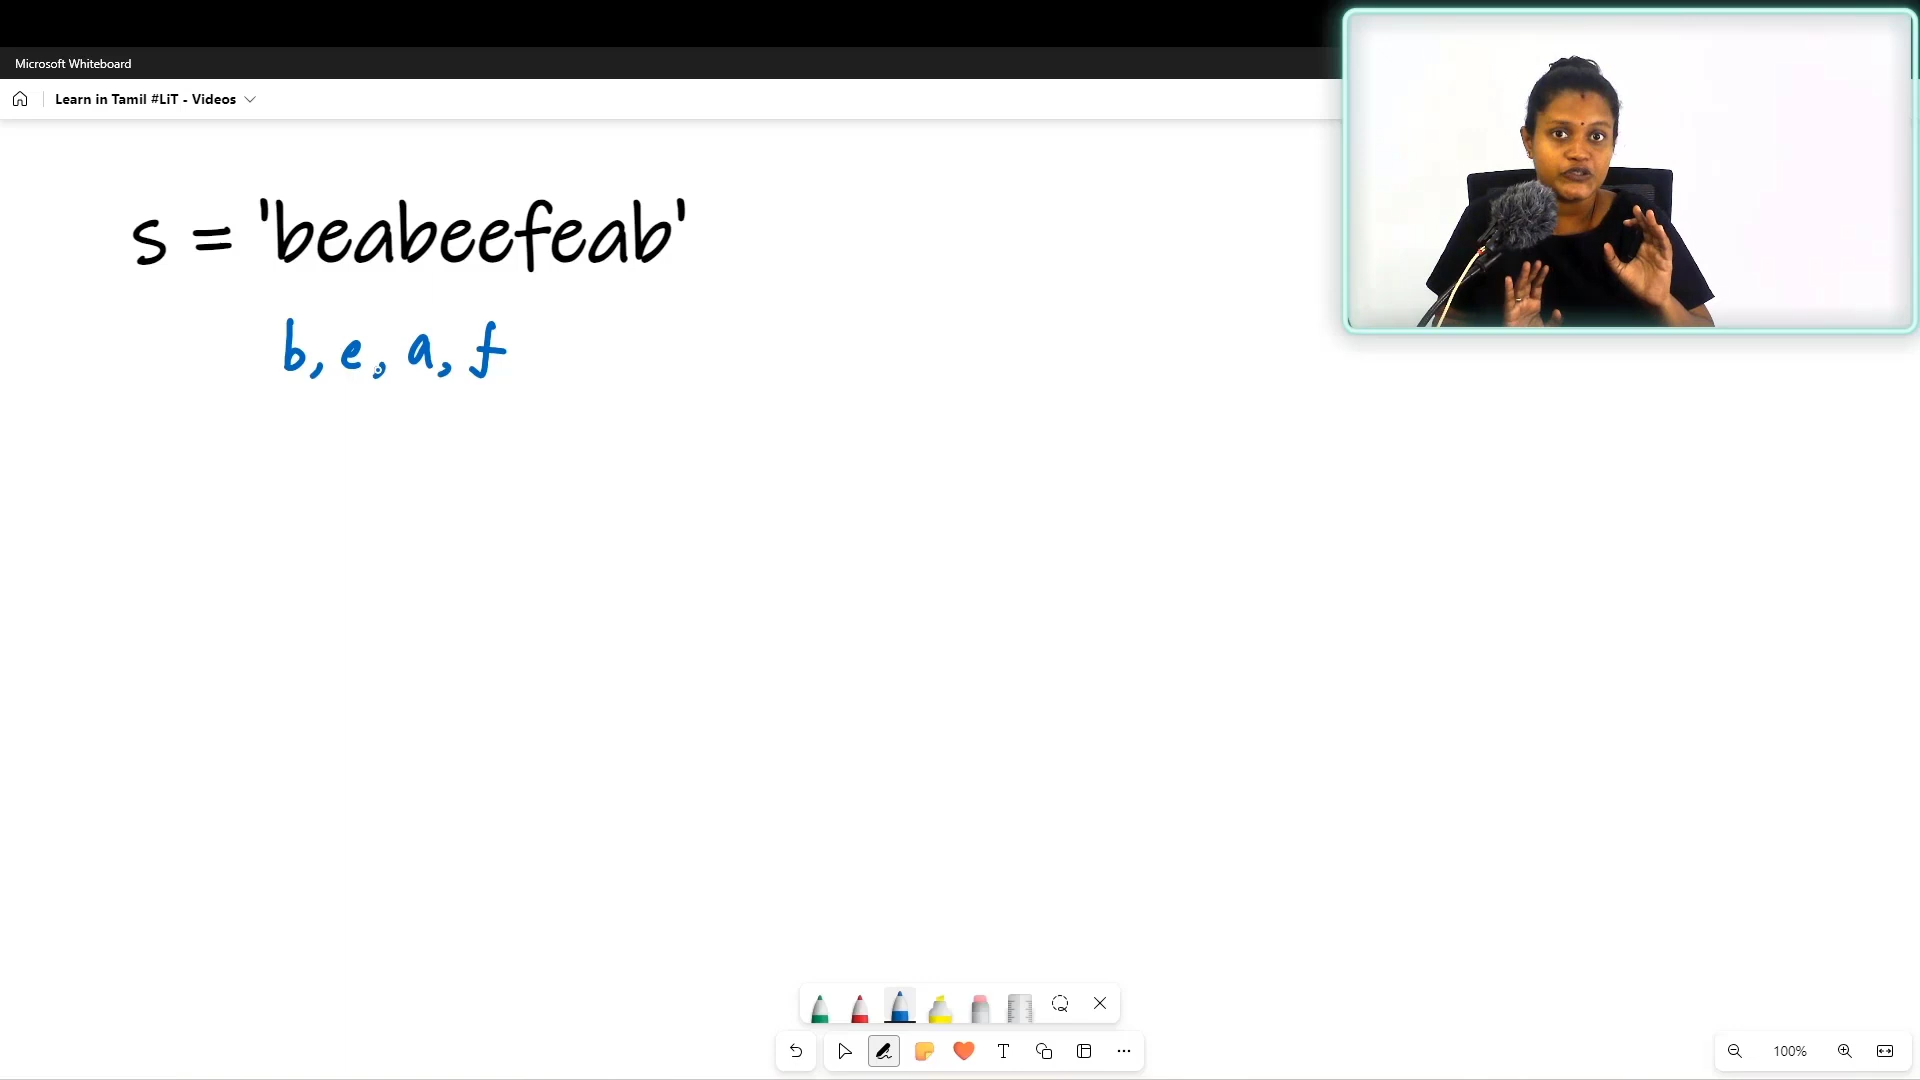 Microsoft Whiteboard
Learn in Tamil #LiT - Videos
s = 'beabeefeab'
b, e, a, f
100%